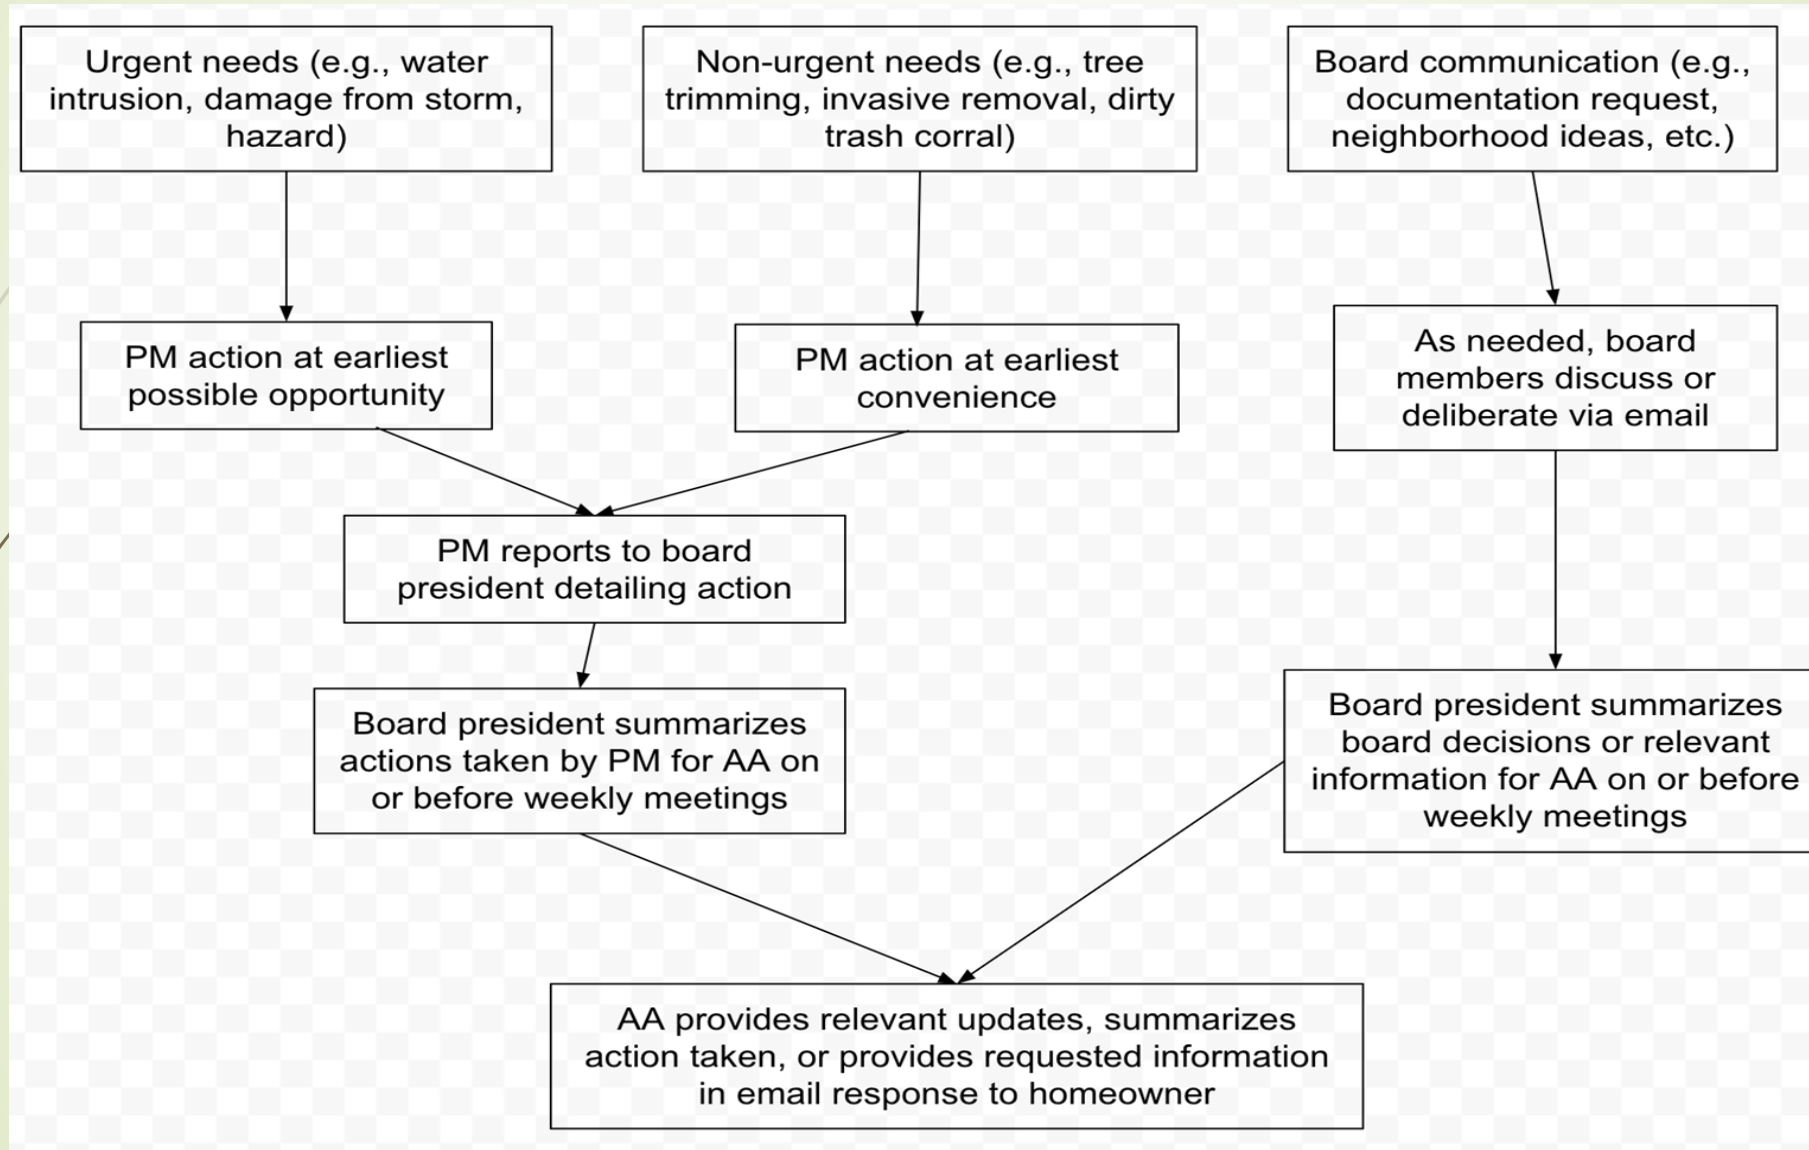 Urgent needs (e.g., water
intrusion, damage from storm,
hazard)
Non-urgent needs (e.g., tree
trimming, invasive removal, dirty
trash corral)
Board communication (e.g.,
documentation request,
neighborhood ideas, etc.)
PM action at earliest
possible opportunity
PM action at earliest
convenience
As needed, board
members discuss or
deliberate via email
PM reports to board
president detailing action
Board president summarizes
actions taken by PM for AA on
or before weekly meetings
Board president summarizes
board decisions or relevant
information for AA on or before
weekly meetings
AA provides relevant updates, summarizes
action taken, or provides requested information
in email response to homeowner